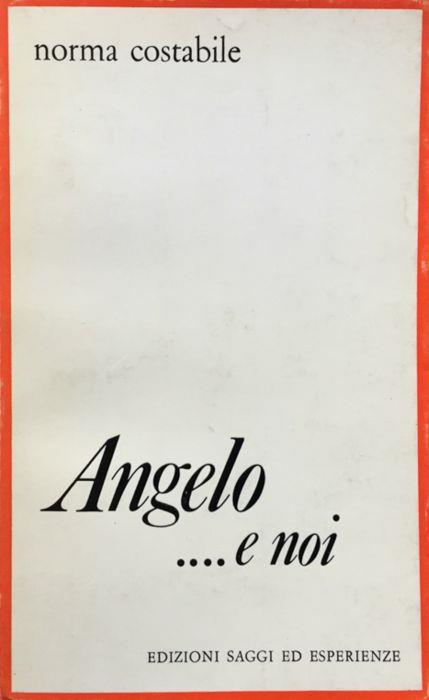 norma costabile
Angelo
....e noi
EDIZIONI SAGGI ED ESPERIENZE